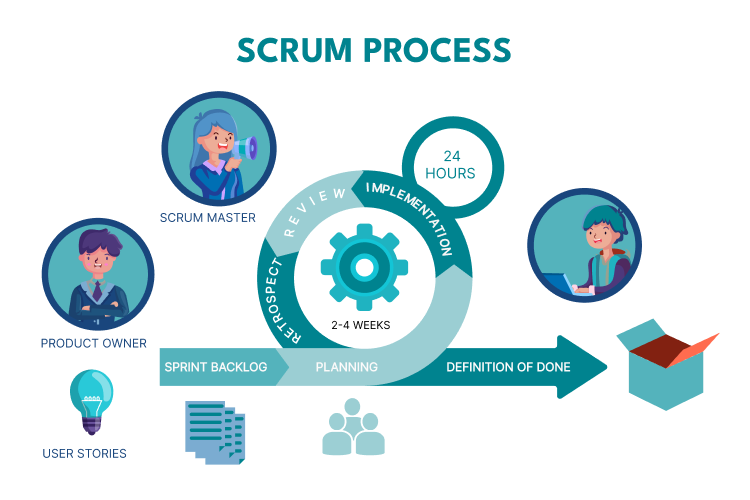 SCRUM PROCESS
24
HOURS
REVIEW
IMPLEMENTATION
SCRUM MASTER
RETROSPECT
2-4 WEEKS
PRODUCT OWNER
SPRINT BACKLOG
PLANNING
DEFINITION OF DONE
USER STORIES